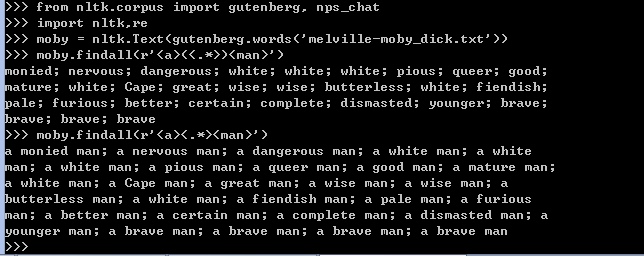 >>> from nltk.corpus import gutenberg, nps_chat
>>> import nltk,re
>>> moby = nltk.Text(gutenberg.words('melville-moby_dick.txt'))
>>> moby.findall(r'<a>(<.*>)<man>')
monied; nervous; dangerous; white; white; white; pious; queer; good;
mature; white; Cape; great; wise; wise; butterless; white; fiendish;
pale; furious; better; certain; complete; dismasted; younger; brave;
brave; brave; brave
>>> moby.findall(r'<a><.*><man>')
a monied man; a nervous man; a dangerous man; a white man; a white
man; a white man; a pious man; a queer man; a good man; a mature man;
a white man; a Cape man; a great man; a wise man; a wise man; a
butterless man; a white man; a fiendish man; a pale man; a furious
man; a better man; a certain man; a complete man; a dismasted man; a
younger man; a brave man; a brave man; a brave man; a brave man
>>>